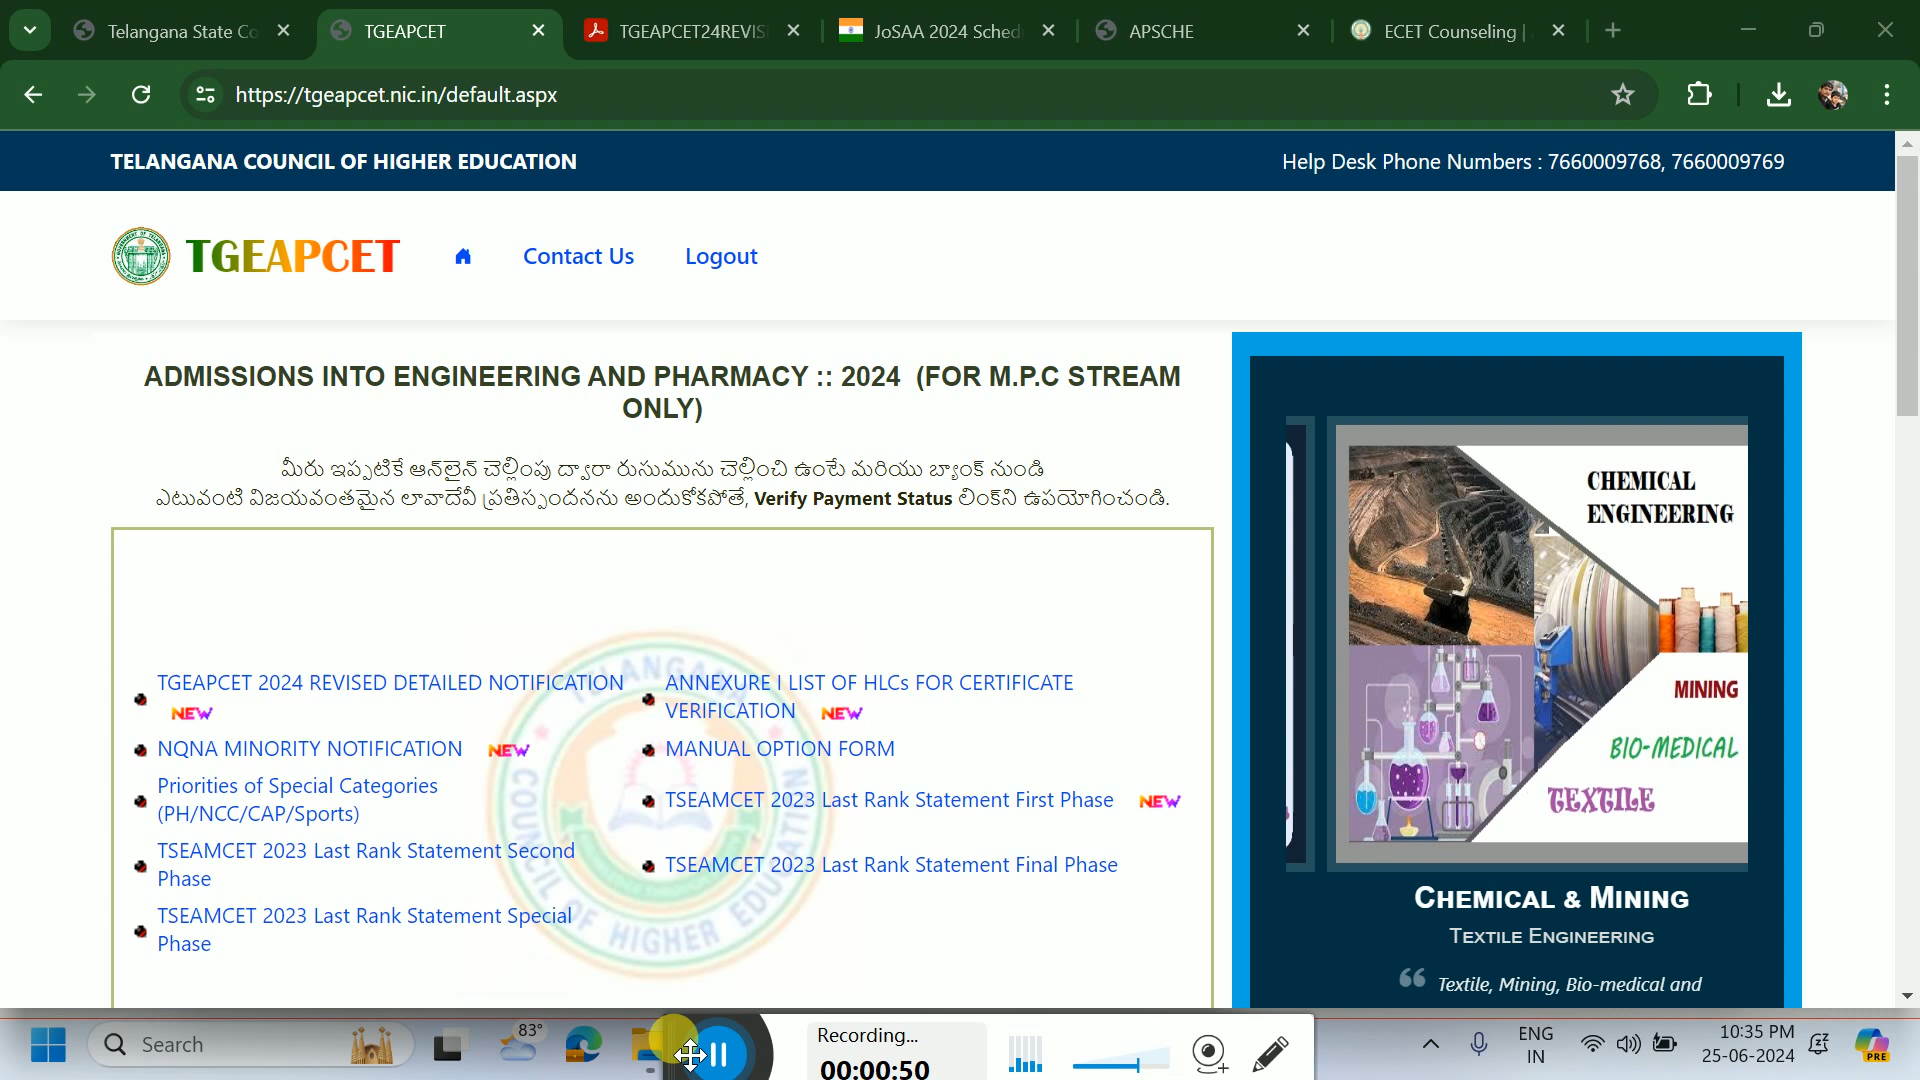 Telangana State Co
TGEAPCET
TGEAPCET24REVIS
JoSAA 2024 Sched
APSCHE
ECET Counseling |
https://tgeapcet.nic.in/default.aspx
TELANGANA COUNCIL OF HIGHER EDUCATION
Help Desk Phone Numbers : 7660009768, 7660009769
TGEAPCET
Contact Us
Logout
ADMISSIONS INTO ENGINEERING AND PHARMACY :: 2024 (FOR M.P.C STREAM
ONLY)
మీరు ఇప్పటికే ఆన్‌లైన్ చెల్లింపు ద్వారా రుసుమును చెల్లించి ఉంటే మరియు బ్యాంక్ నుండి
ఎటువంటి విజయవంతమైన లావాదేవీ ప్రతిస్పందనను అందుకోకపోతే, Verify Payment Status లింక్‌ని ఉపయోగించండి.
TGEAPCET 2024 REVISED DETAILED NOTIFICATION
NEW
ANNEXURE I LIST OF HLCs FOR CERTIFICATE
VERIFICATION NEW
NQNA MINORITY NOTIFICATION NEW
MANUAL OPTION FORM
Priorities of Special Categories
(PH/NCC/CAP/Sports)
TSEAMCET 2023 Last Rank Statement First Phase NEW
TSEAMCET 2023 Last Rank Statement Second
Phase
TSEAMCET 2023 Last Rank Statement Final Phase
TSEAMCET 2023 Last Rank Statement Special
Phase
TELANGANA COUNCIL OF HIGHER EDUCATION
CHEMICAL
ENGINEERING
MINING
BIO-MEDICAL
TEXTILE
CHEMICAL & MINING
TEXTILE ENGINEERING
“ Textile, Mining, Bio-medical and
Search
83°
Recording...
00:00:50
ENG
IN
10:35 PM
25-06-2024
PRE